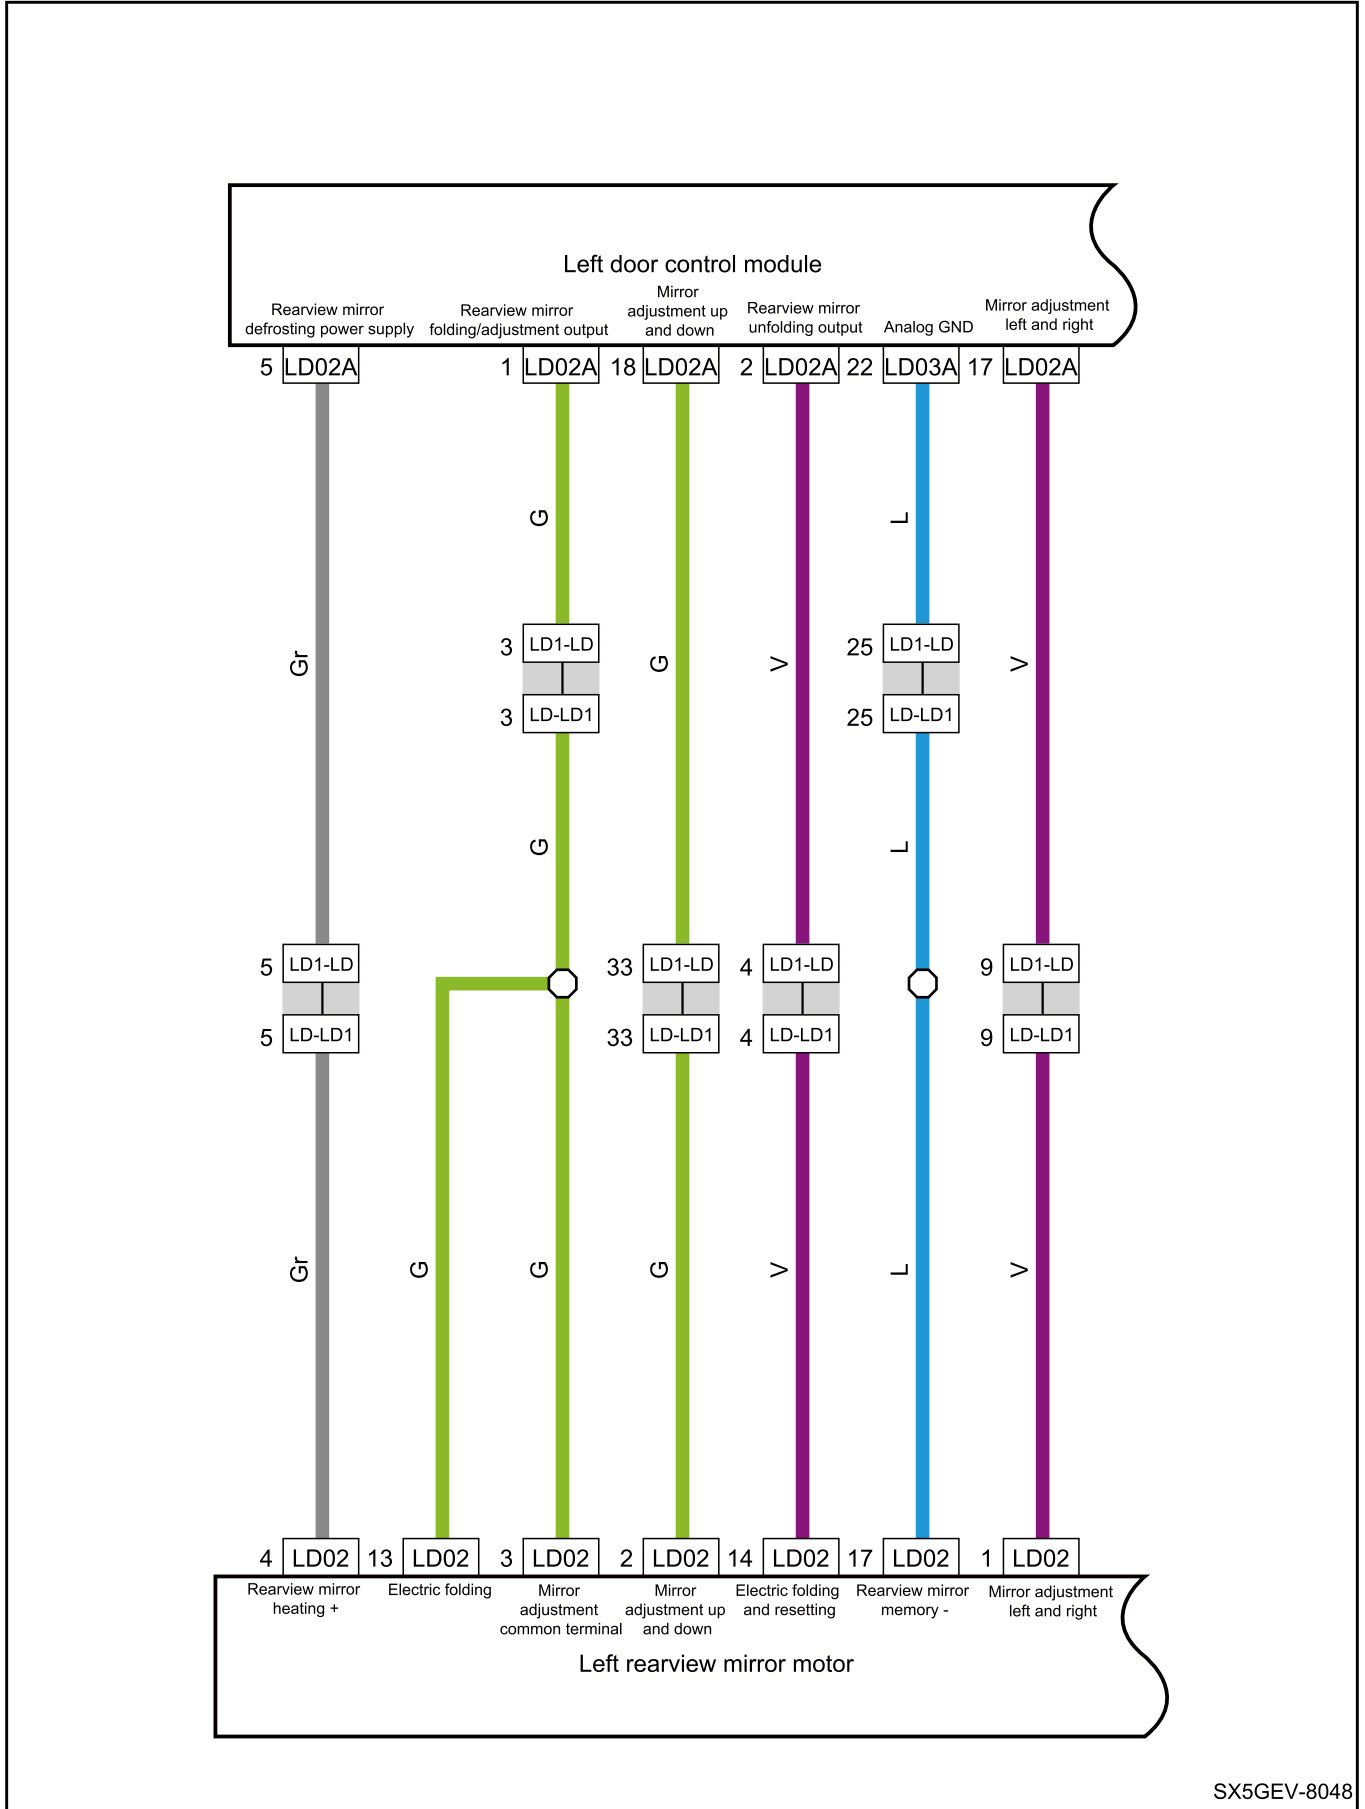 Left door control module
Rearview mirror
defrosting power supply
Rearview mirror
folding/adjustment output
Mirror
adjustment up
and down
Rearview mirror
unfolding output
Analog GND
Mirror adjustment
left and right
5 LD02A
1 LD02A
18 LD02A
2 LD02A
22 LD03A
17 LD02A
G
L
3 LD1-LD
25 LD1-LD
Gr
G
V
V
3 LD-LD1
25 LD-LD1
G
L
5 LD1-LD
33 LD1-LD
4 LD1-LD
9 LD1-LD
5 LD-LD1
33 LD-LD1
4 LD-LD1
9 LD-LD1
Gr
G
G
G
V
L
V
4 LD02
13 LD02
3 LD02
2 LD02
14 LD02
17 LD02
1 LD02
Rearview mirror
heating +
Electric folding
Mirror
adjustment
common terminal
Mirror
adjustment up
and down
Electric folding
and resetting
Rearview mirror
memory -
Mirror adjustment
left and right
Left rearview mirror motor
SX5GEV-8048